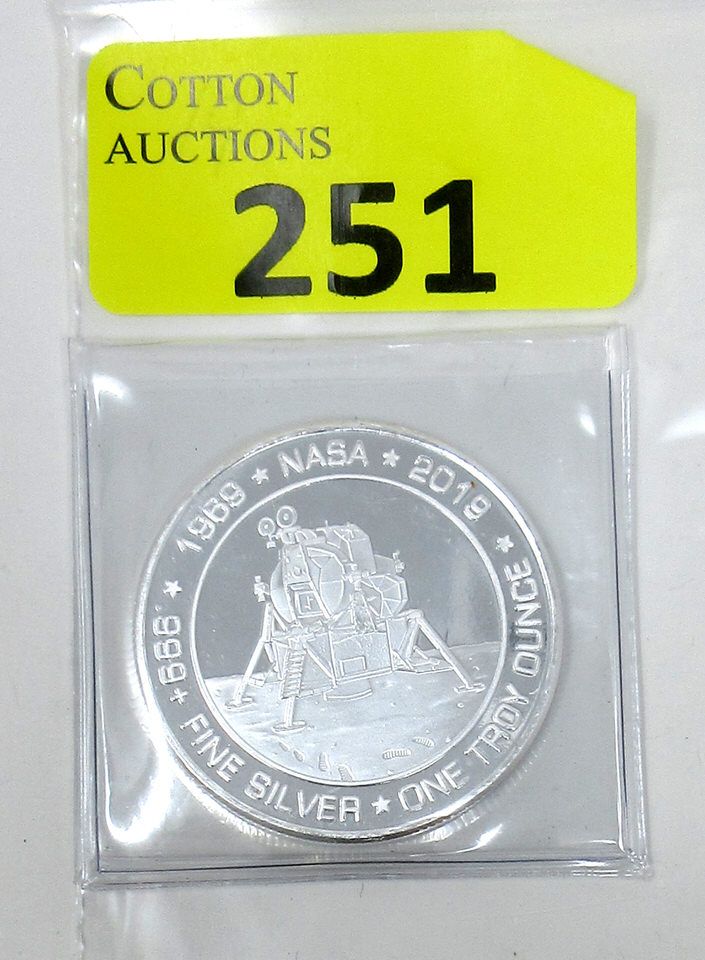 COTTON
AUCTIONS
251
1969 ★ NASA ★ 2019 ★
.999+ FINE SILVER ★ ONE TROY OUNCE ★